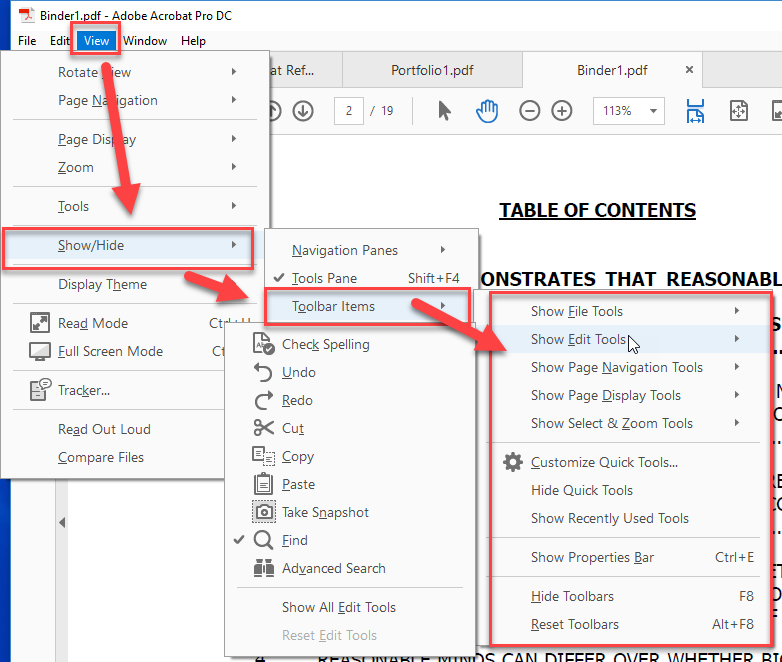 Binder1.pdf - Adobe Acrobat Pro DC
File Edit View Window Help
at Ref... Portfolio1.pdf Binder1.pdf ×
2 / 19 113%
Rotate View
Page Navigation
Page Display
Zoom
Tools
Show/Hide
Display Theme
Read Mode
Full Screen Mode
Tracker...
Read Out Loud
Compare Files
Navigation Panes
Tools Pane Shift+F4
Toolbar Items
Check Spelling
Undo
Redo
Cut
Copy
Paste
Take Snapshot
Find
Advanced Search
Show All Edit Tools
Reset Edit Tools
Show File Tools
Show Edit Tools
Show Page Navigation Tools
Show Page Display Tools
Show Select & Zoom Tools
Customize Quick Tools...
Hide Quick Tools
Show Recently Used Tools
Show Properties Bar Ctrl+E
Hide Toolbars F8
Reset Toolbars Alt+F8
TABLE OF CONTENTS
ONSTRATES THAT REASONABL
4 REASONABLE MINDS CAN DIFFER OVER WHETHER BI